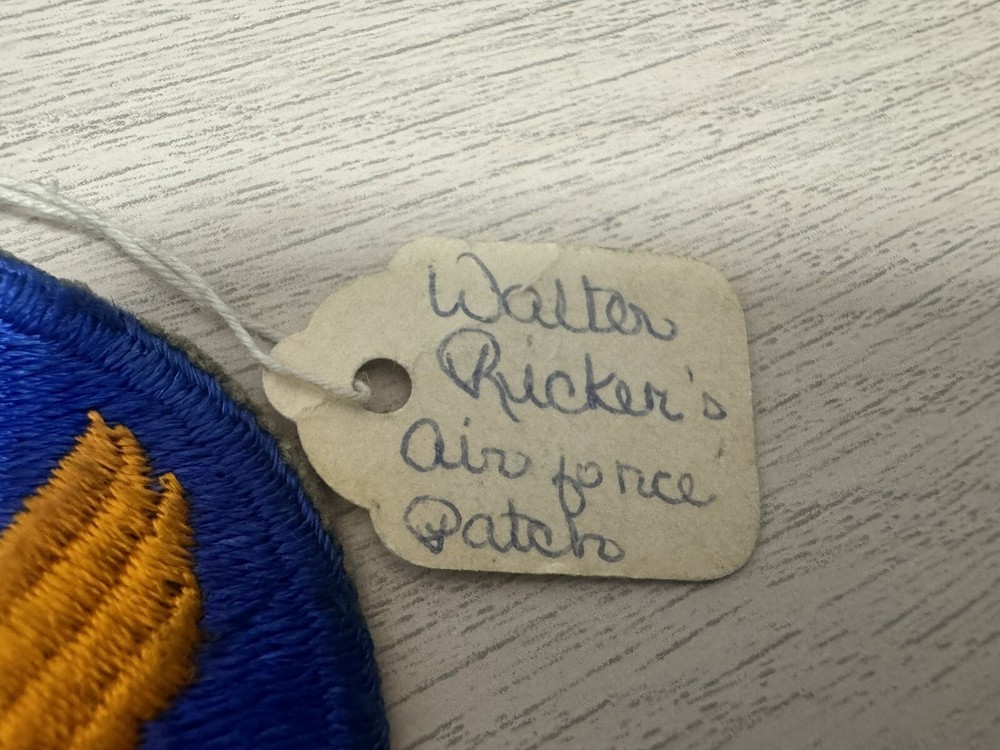 Walter
Ricker's
Air force
Patch